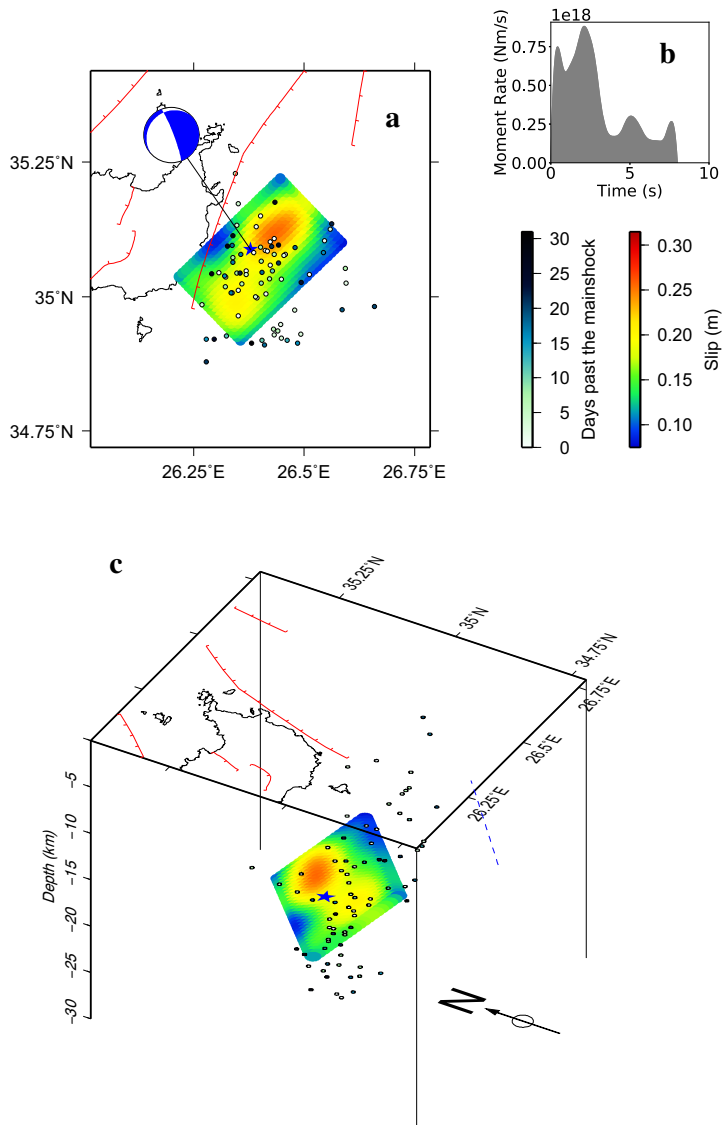 a
35.25°N
35°N
34.75°N
26.25°E
26.5°E
26.75°E
1e18
b
Moment Rate (Nm/s)
0.75
0.50
0.25
0.00
0
5
10
Time (s)
30
25
20
15
10
5
0
Days past the mainshock
0.30
0.25
0.20
0.15
0.10
Slip (m)
c
35.25°N
35°N
34.75°N
26.75°E
26.5°E
26.25°E
−5
−10
−15
−20
−25
−30
Depth (km)
N